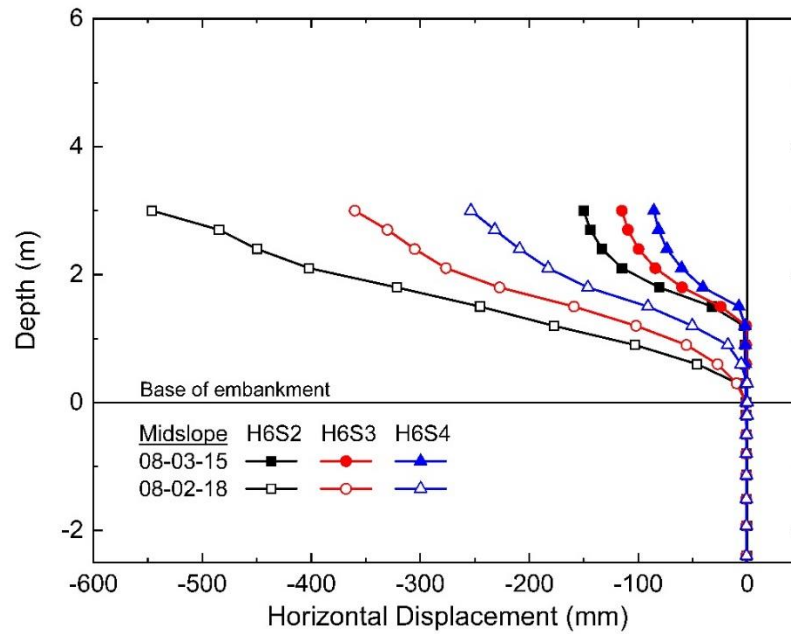 6
4
2
0
-2
Depth (m)
Base of embankment
Midslope H6S2 H6S3 H6S4
08-03-15
08-02-18
-600 -500 -400 -300 -200 -100 0
Horizontal Displacement (mm)